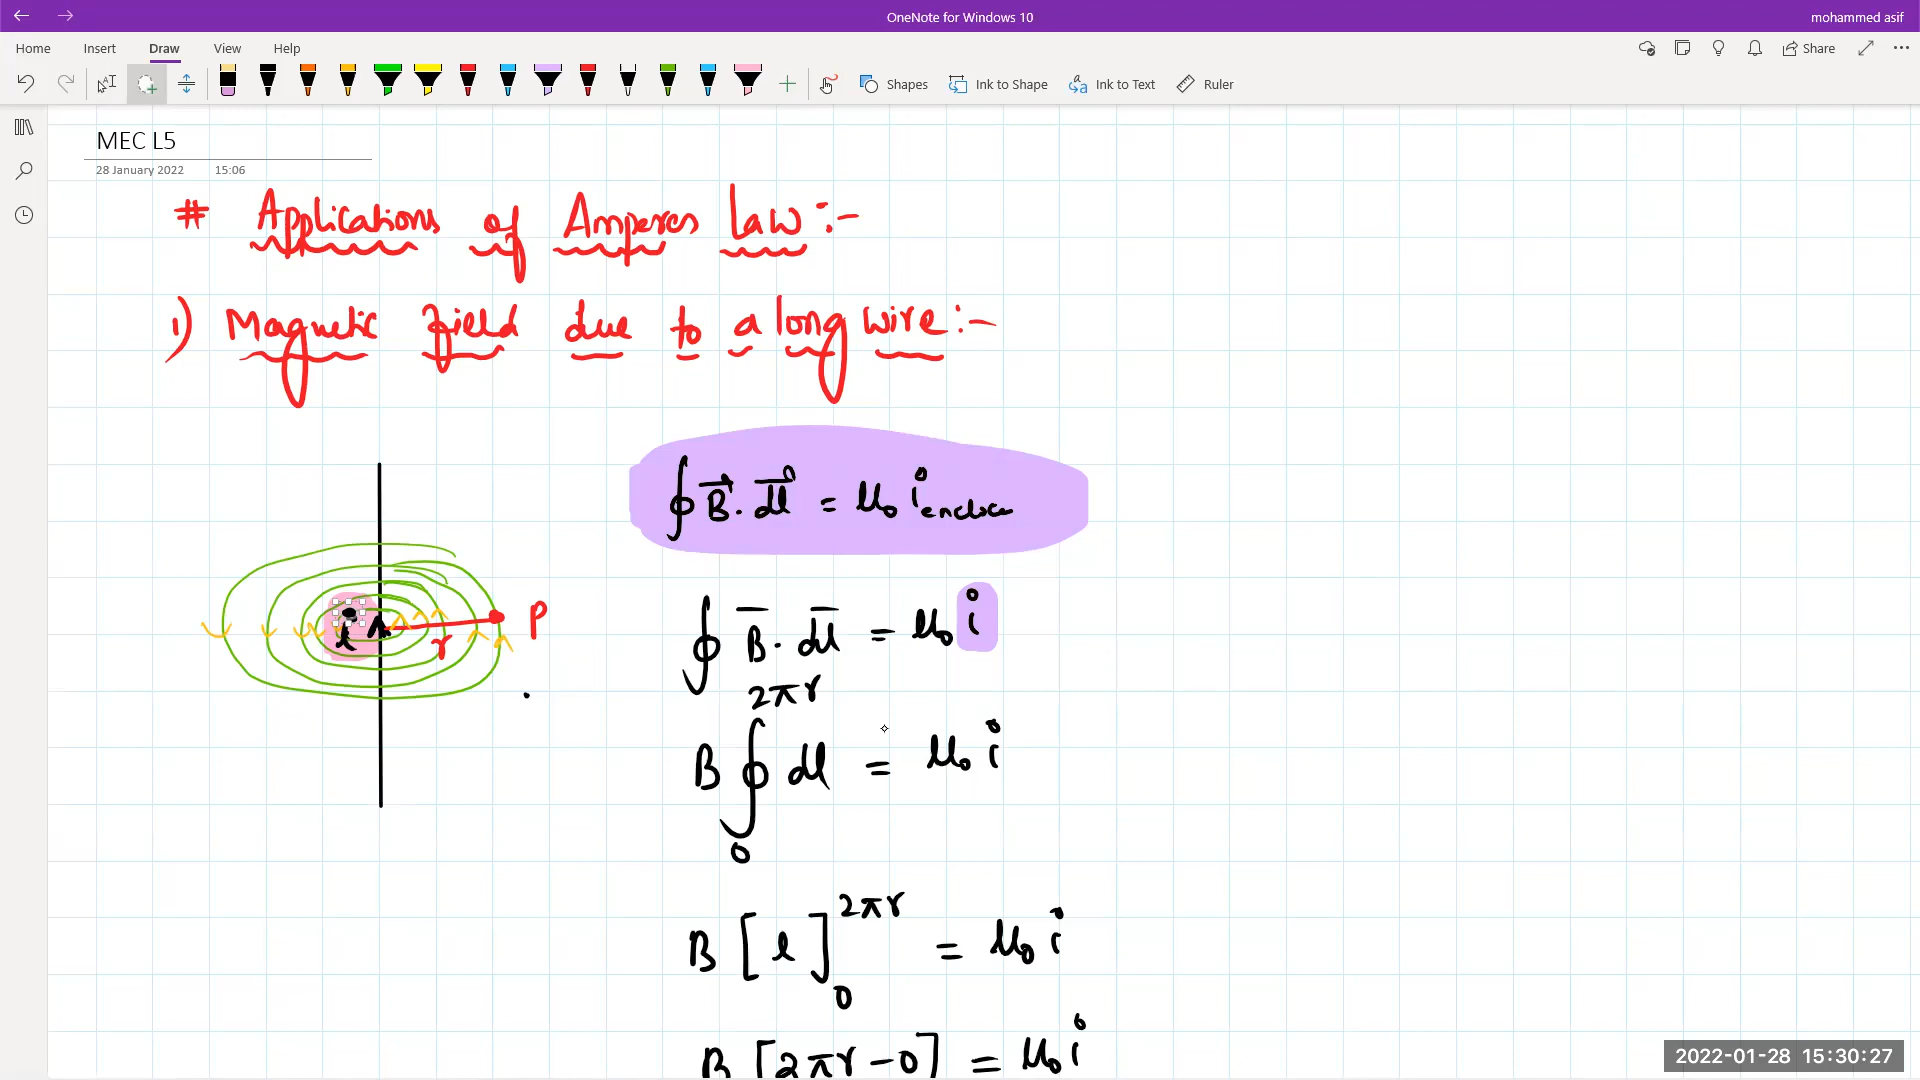 OneNote for Windows 10
mohammed asif
Home Insert Draw View Help
Share
Shapes Ink to Shape Ink to Text Ruler
MEC L5
28 January 2022 15:06
# Applications of Amperes law:-
1) Magnetic field due to a long wire:-
∮ B⃗ . dl⃗ = μ₀ i
i
r P
∮ B̅ . dl̅ = μ₀ i
2πr
B ∮ dl = μ₀ i
0
B [ l ]₀^2πr = μ₀ i
B [2πr - 0] = μ₀ i
2022-01-28 15:30:27